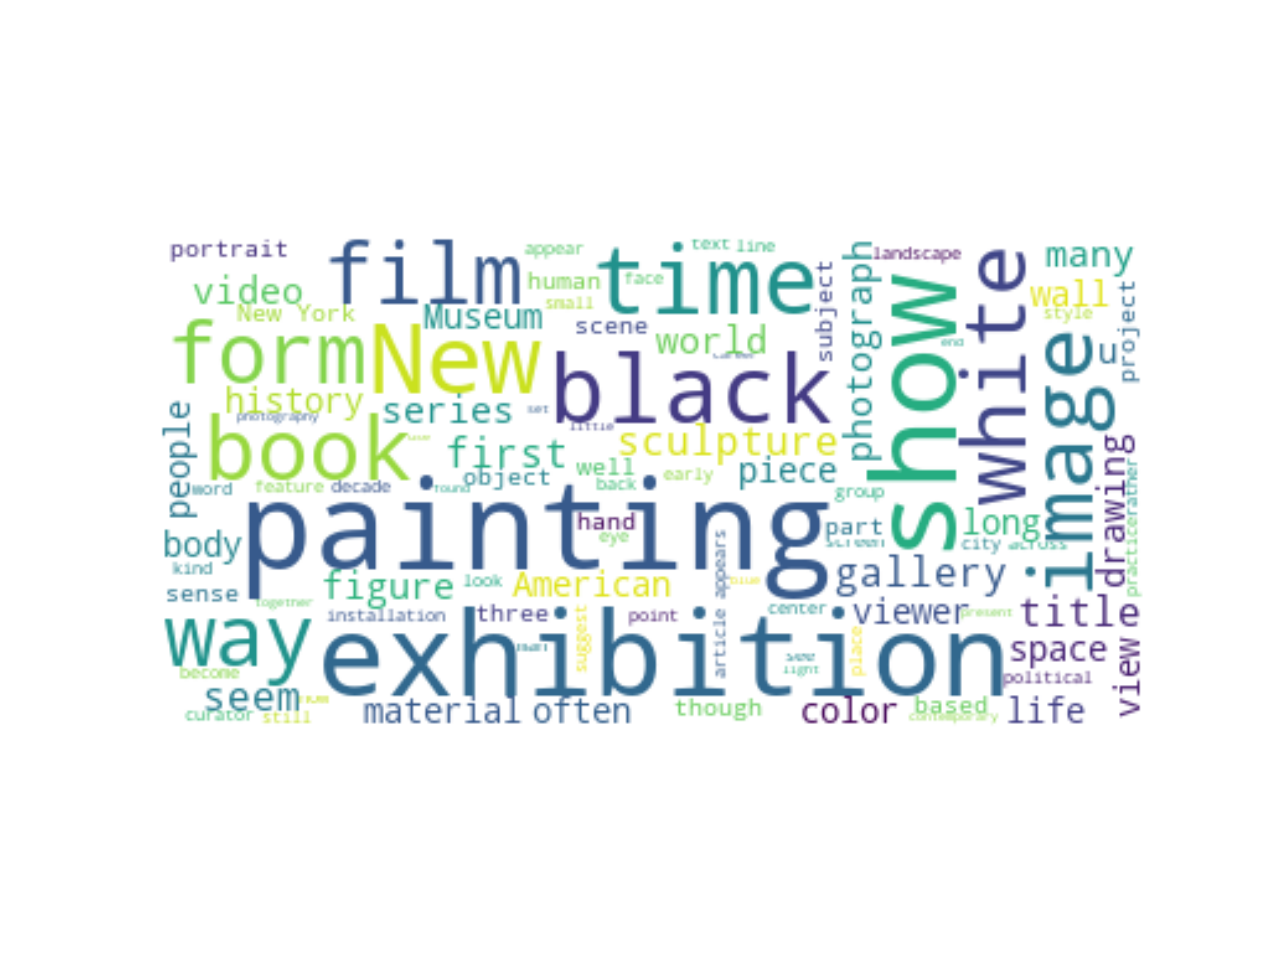 portrait
film
appear
time
text
line
landscape
many
video
human
face
small
New York
Museum
scene
world
subject
photograph
show
white
wall
style
project
form
New
black
end
image
u
history
photography
series
set
little
people
book
first
sculpture
piece
word
feature
decade
object
round
well
back
early
group
drawing
practice
rather
painting
hand
eye
part
long
city
across
body
kind
sense
figure
look
American
appears
article
gallery
together
installation
three
suggest
point
center
viewer
present
title
way
exhibition
light
place
space
political
view
become
seem
curator
still
material
often
though
color
based
contemporary
life